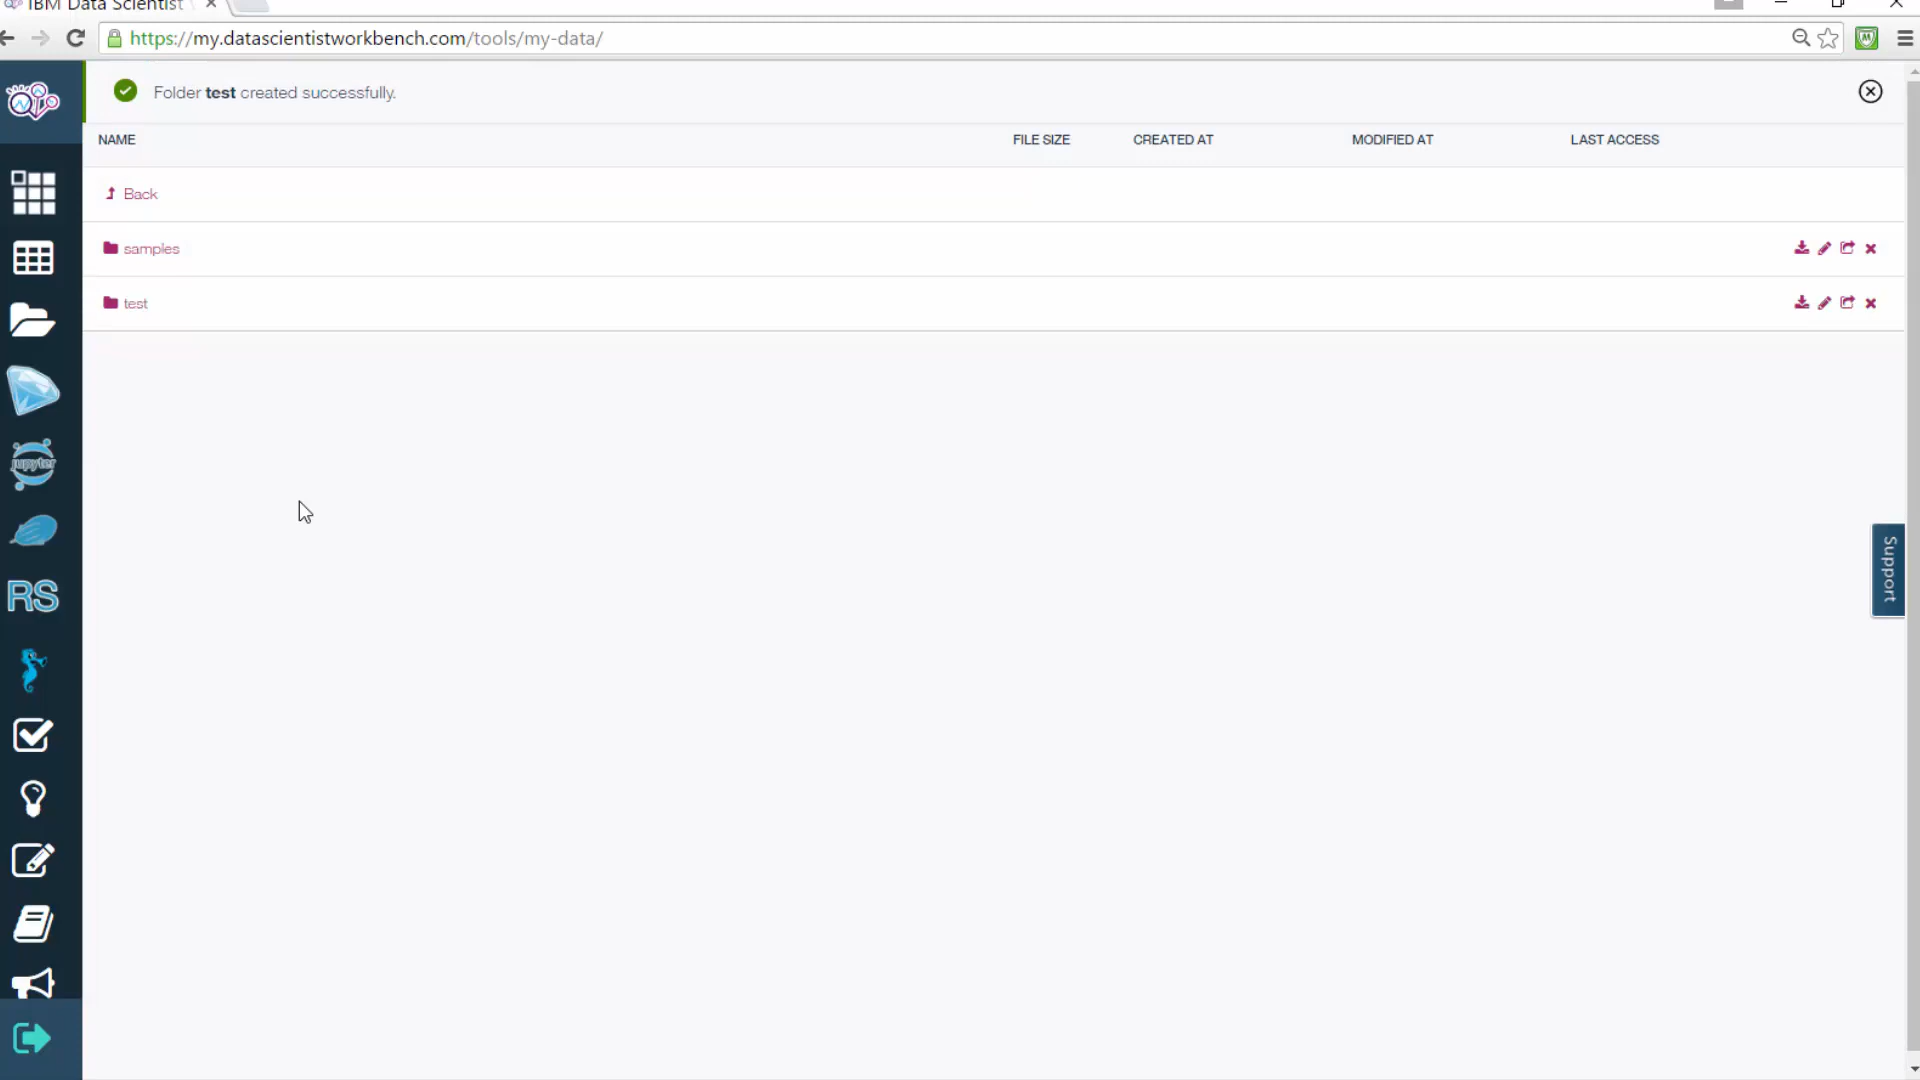 IBM Data Scientist
https://my.datascientistworkbench.com/tools/my-data/
Folder test created successfully.
NAME FILE SIZE CREATED AT MODIFIED AT LAST ACCESS
Back
samples
test
jupyter
RS
Support